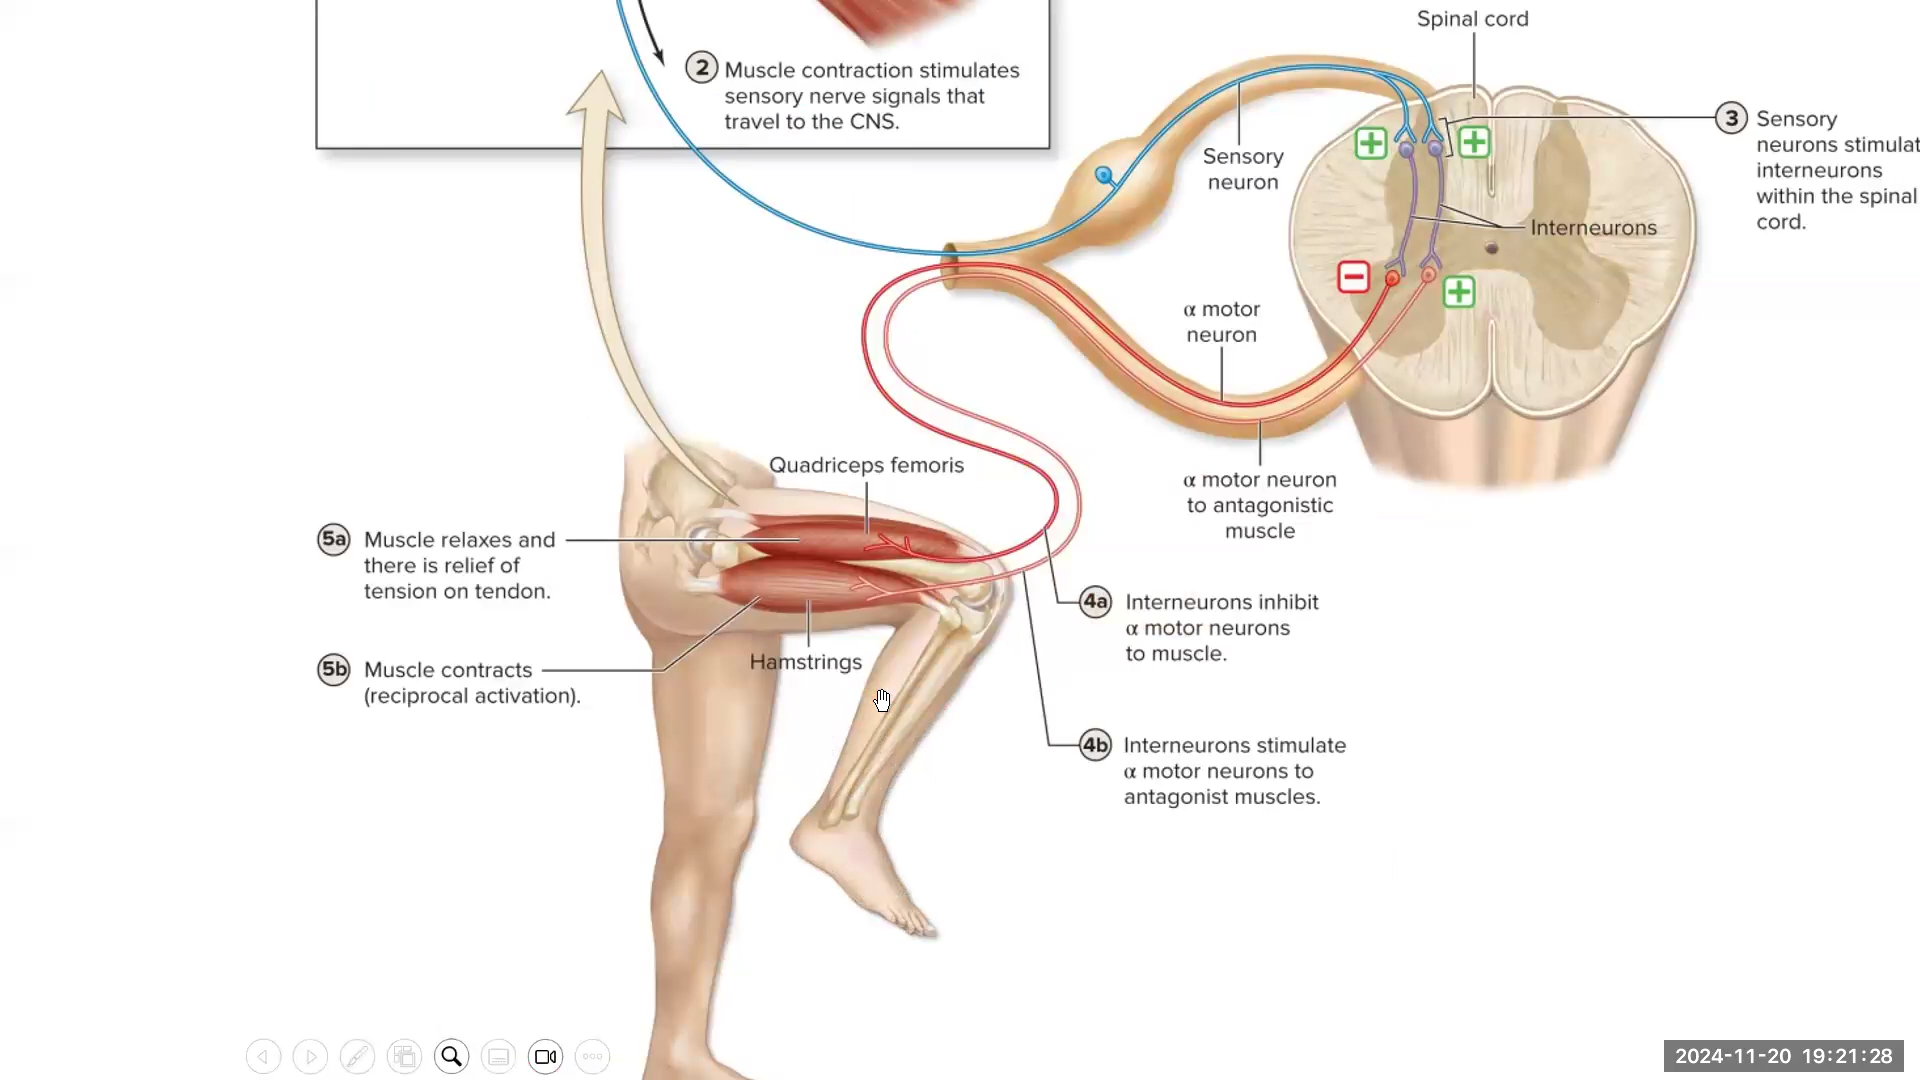 Spinal cord
2 Muscle contraction stimulates
sensory nerve signals that
travel to the CNS.
3 Sensory
neurons stimulat
interneurons
within the spinal
cord.
Sensory
neuron
Interneurons
α motor
neuron
Quadriceps femoris
α motor neuron
to antagonistic
muscle
5a Muscle relaxes and
there is relief of
tension on tendon.
4a Interneurons inhibit
α motor neurons
to muscle.
5b Muscle contracts
(reciprocal activation).
Hamstrings
4b Interneurons stimulate
α motor neurons to
antagonist muscles.
2024-11-20 19:21:28